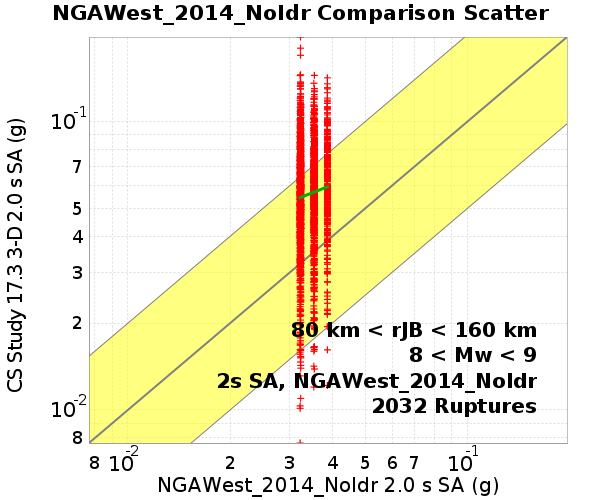 NGAWest_2014_NoIdr Comparison Scatter
CS Study 17.3 3-D 2.0 s SA (g)
10-1
7
5
4
3
2
10-2
8
80 km < rJB < 160 km
8 < Mw < 9
2s SA, NGAWest_2014_NoIdr
2032 Ruptures
8 10-2 2 3 4 5 6 7 10-1
NGAWest_2014_NoIdr 2.0 s SA (g)